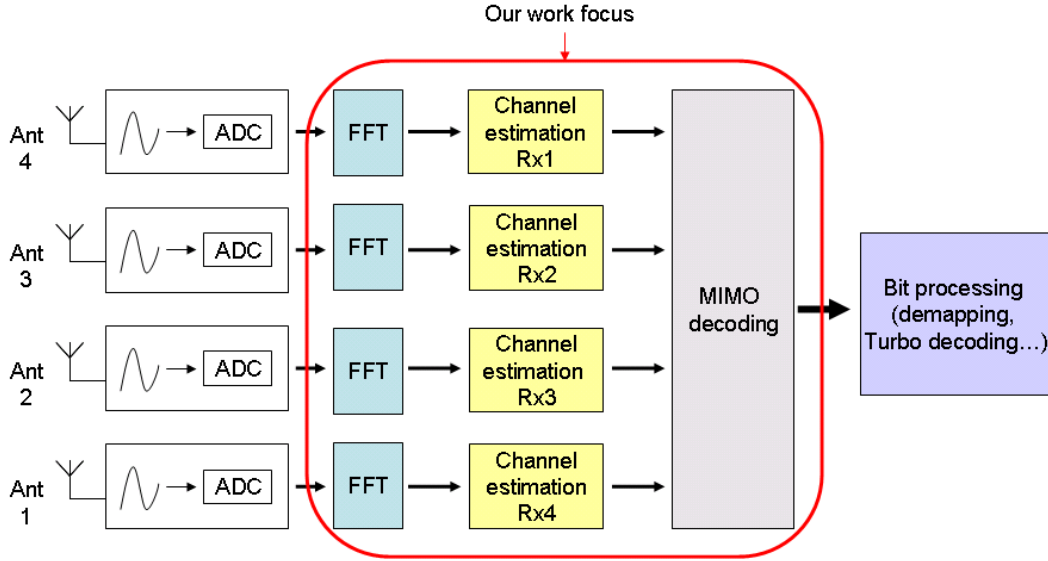 Our work focus
Ant
4
ADC
FFT
Channel
estimation
Rx1
Ant
3
ADC
FFT
Channel
estimation
Rx2
Ant
2
ADC
FFT
Channel
estimation
Rx3
Ant
1
ADC
FFT
Channel
estimation
Rx4
MIMO
decoding
Bit processing
(demapping,
Turbo decoding…)